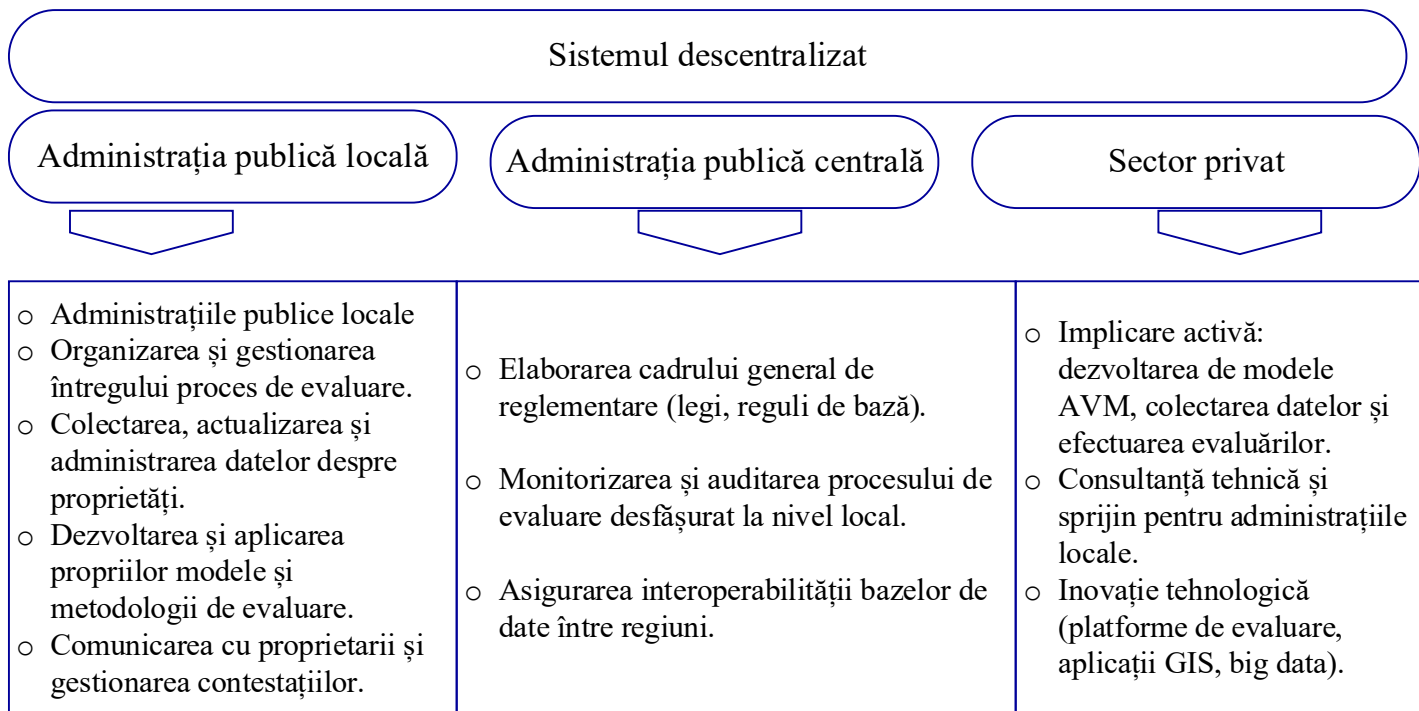 Sistemul descentralizat
Administrația publică locală
Administrația publică centrală
Sector privat
o Administrațiile publice locale
o Organizarea și gestionarea
întregului proces de evaluare.
o Colectarea, actualizarea și
administrarea datelor despre
proprietăți.
o Dezvoltarea și aplicarea
propriilor modele și
metodologii de evaluare.
o Comunicarea cu proprietarii și
gestionarea contestațiilor.
o Elaborarea cadrului general de
reglementare (legi, reguli de bază).
o Monitorizarea și auditarea procesului de
evaluare desfășurat la nivel local.
o Asigurarea interoperabilității bazelor de
date între regiuni.
o Implicare activă:
dezvoltarea de modele
AVM, colectarea datelor și
efectuarea evaluărilor.
o Consultanță tehnică și
sprijin pentru administrațiile
locale.
o Inovație tehnologică
(platforme de evaluare,
aplicații GIS, big data).